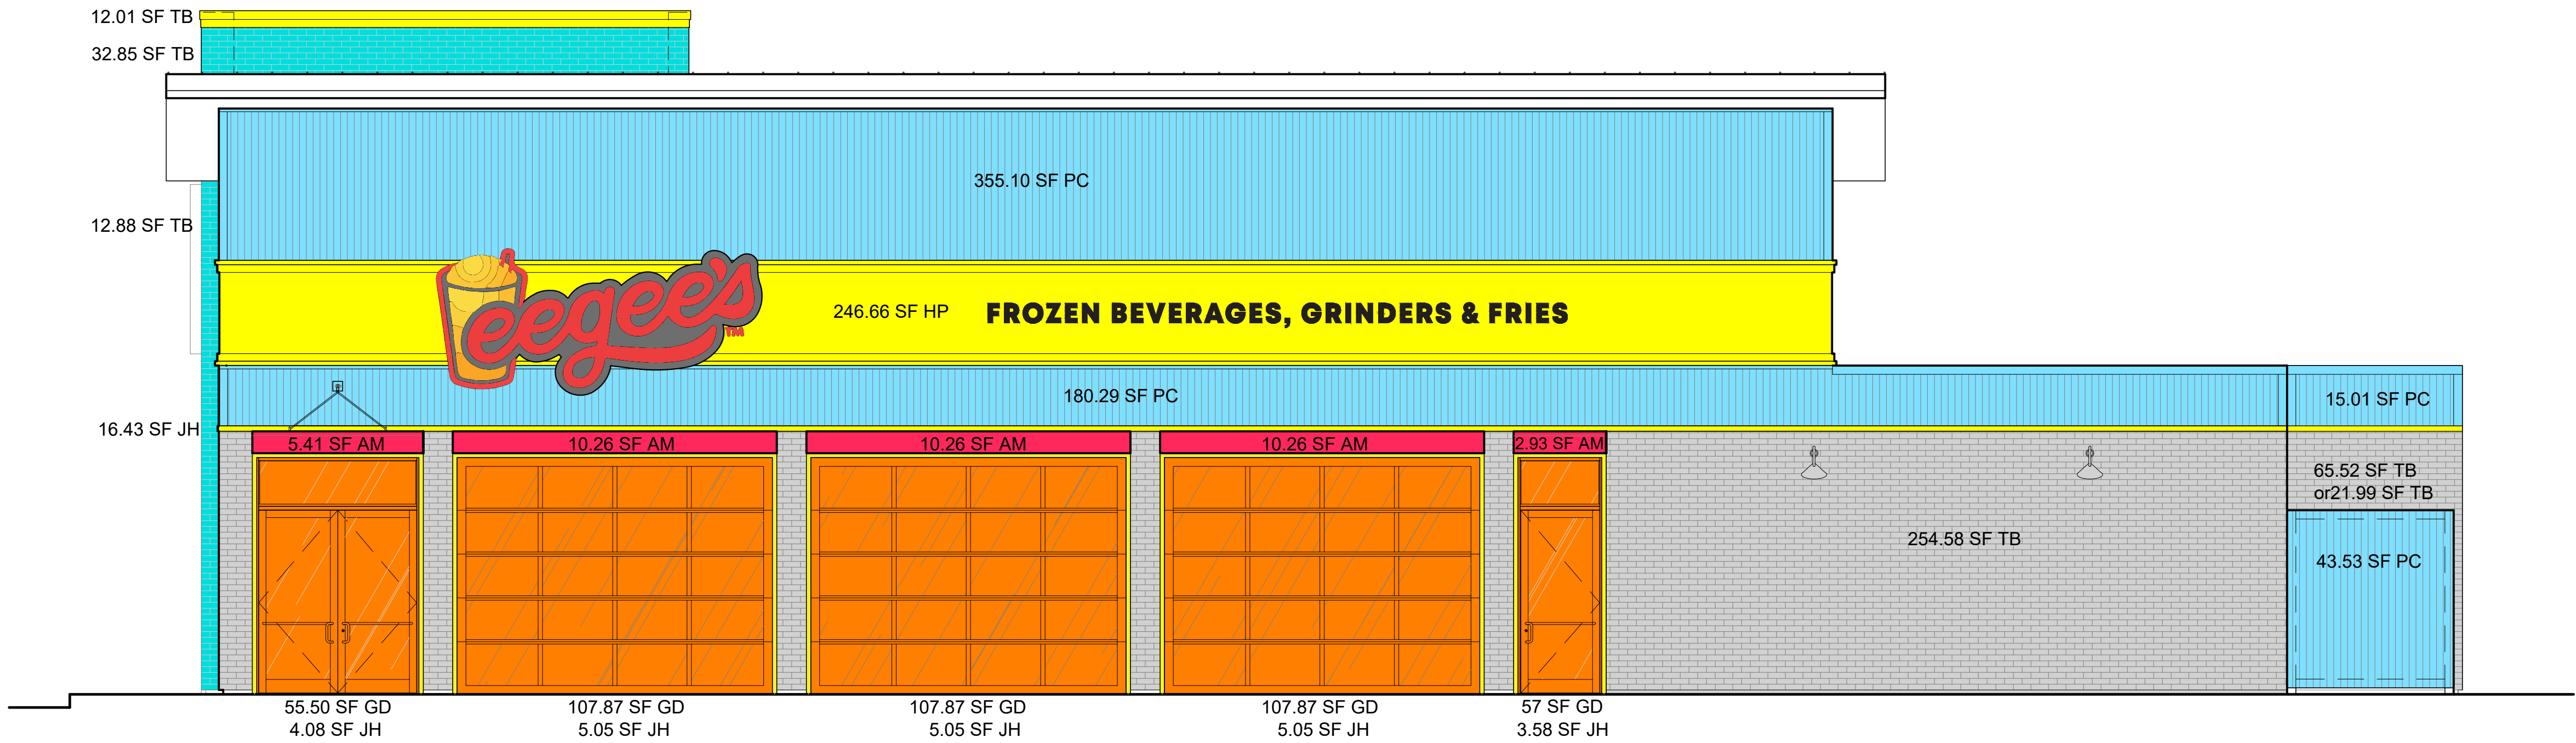 12.01 SF TB
32.85 SF TB
355.10 SF PC
12.88 SF TB
eegee's™
246.66 SF HP
FROZEN BEVERAGES, GRINDERS & FRIES
180.29 SF PC
15.01 SF PC
16.43 SF JH
5.41 SF AM
10.26 SF AM
10.26 SF AM
10.26 SF AM
2.93 SF AM
65.52 SF TB
or21.99 SF TB
254.58 SF TB
43.53 SF PC
55.50 SF GD
4.08 SF JH
107.87 SF GD
5.05 SF JH
107.87 SF GD
5.05 SF JH
107.87 SF GD
5.05 SF JH
57 SF GD
3.58 SF JH